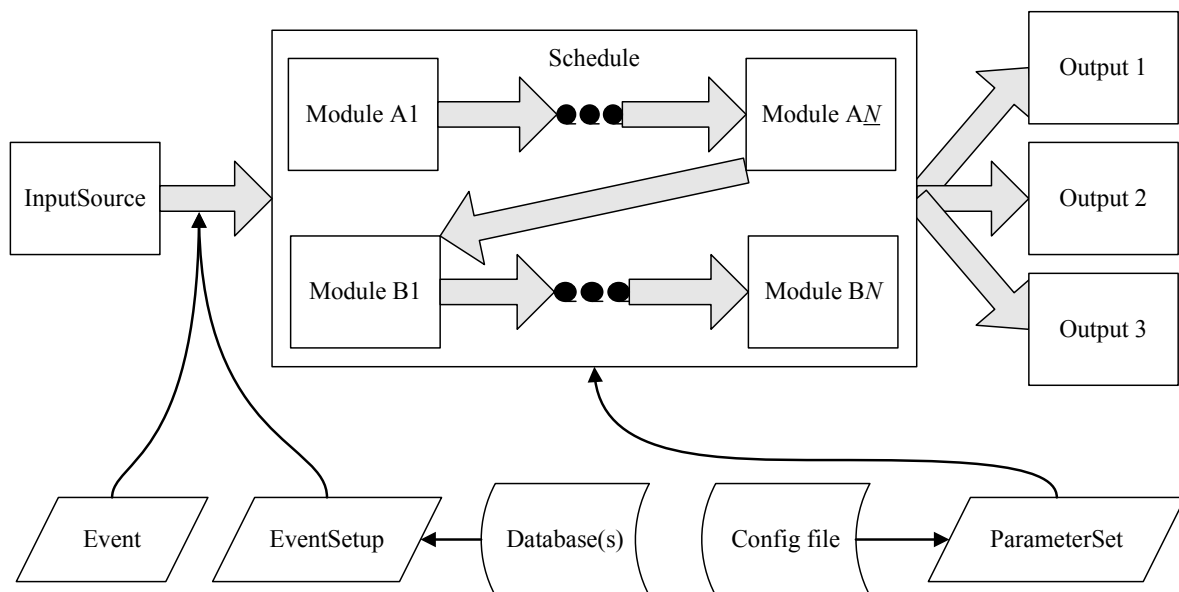 Schedule
Module A1
Module AN
Output 1
InputSource
Output 2
Module B1
Module BN
Output 3
Event
EventSetup
Database(s)
Config file
ParameterSet